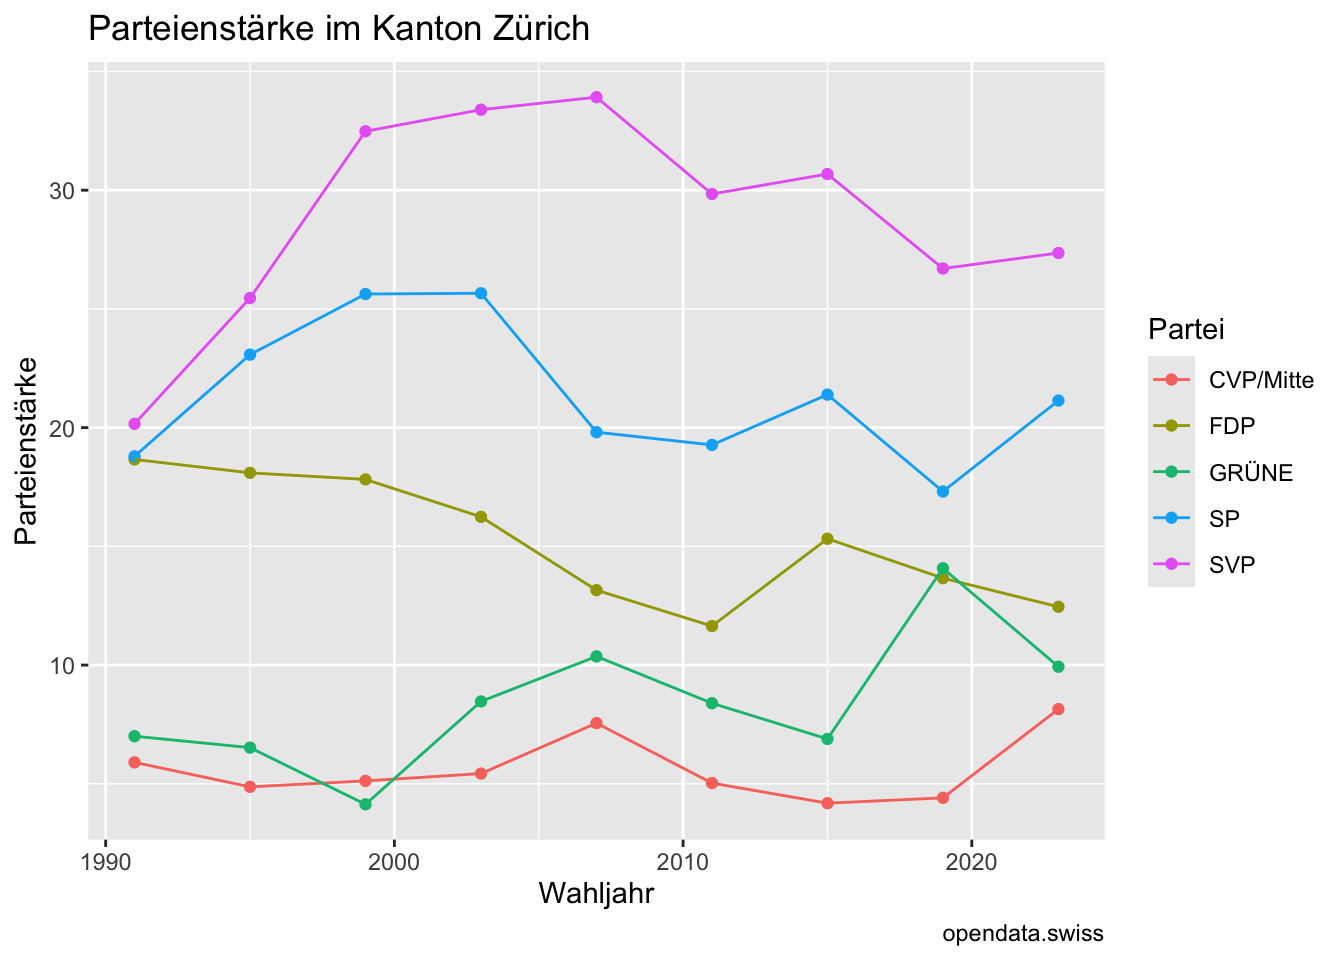 Parteienstärke im Kanton Zürich
Parteienstärke
30
20
10
1990 2000 2010 2020
Wahljahr
Partei
CVP/Mitte
FDP
GRÜNE
SP
SVP
opendata.swiss